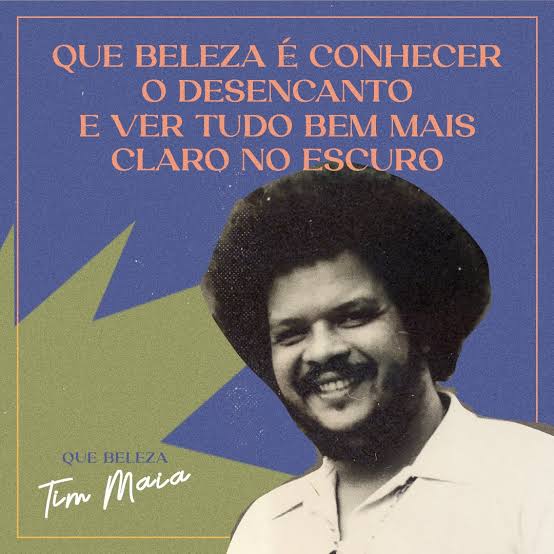 QUE BELEZA É CONHECER
O DESENCANTO
E VER TUDO BEM MAIS
CLARO NO ESCURO
QUE BELEZA
Tim Maia